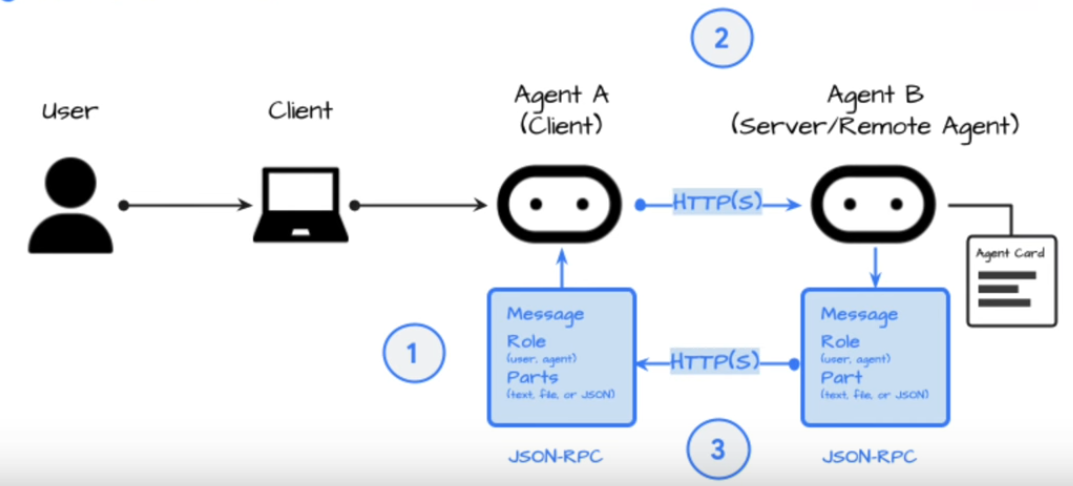 2
User
Client
Agent A
(Client)
Agent B
(Server/Remote Agent)
HTTP(S)
Agent Card
1
Message
Role
(user, agent)
Parts
(text, file, or JSON)
HTTP(S)
Message
Role
(user, agent)
Part
(text, file, or JSON)
JSON-RPC
3
JSON-RPC